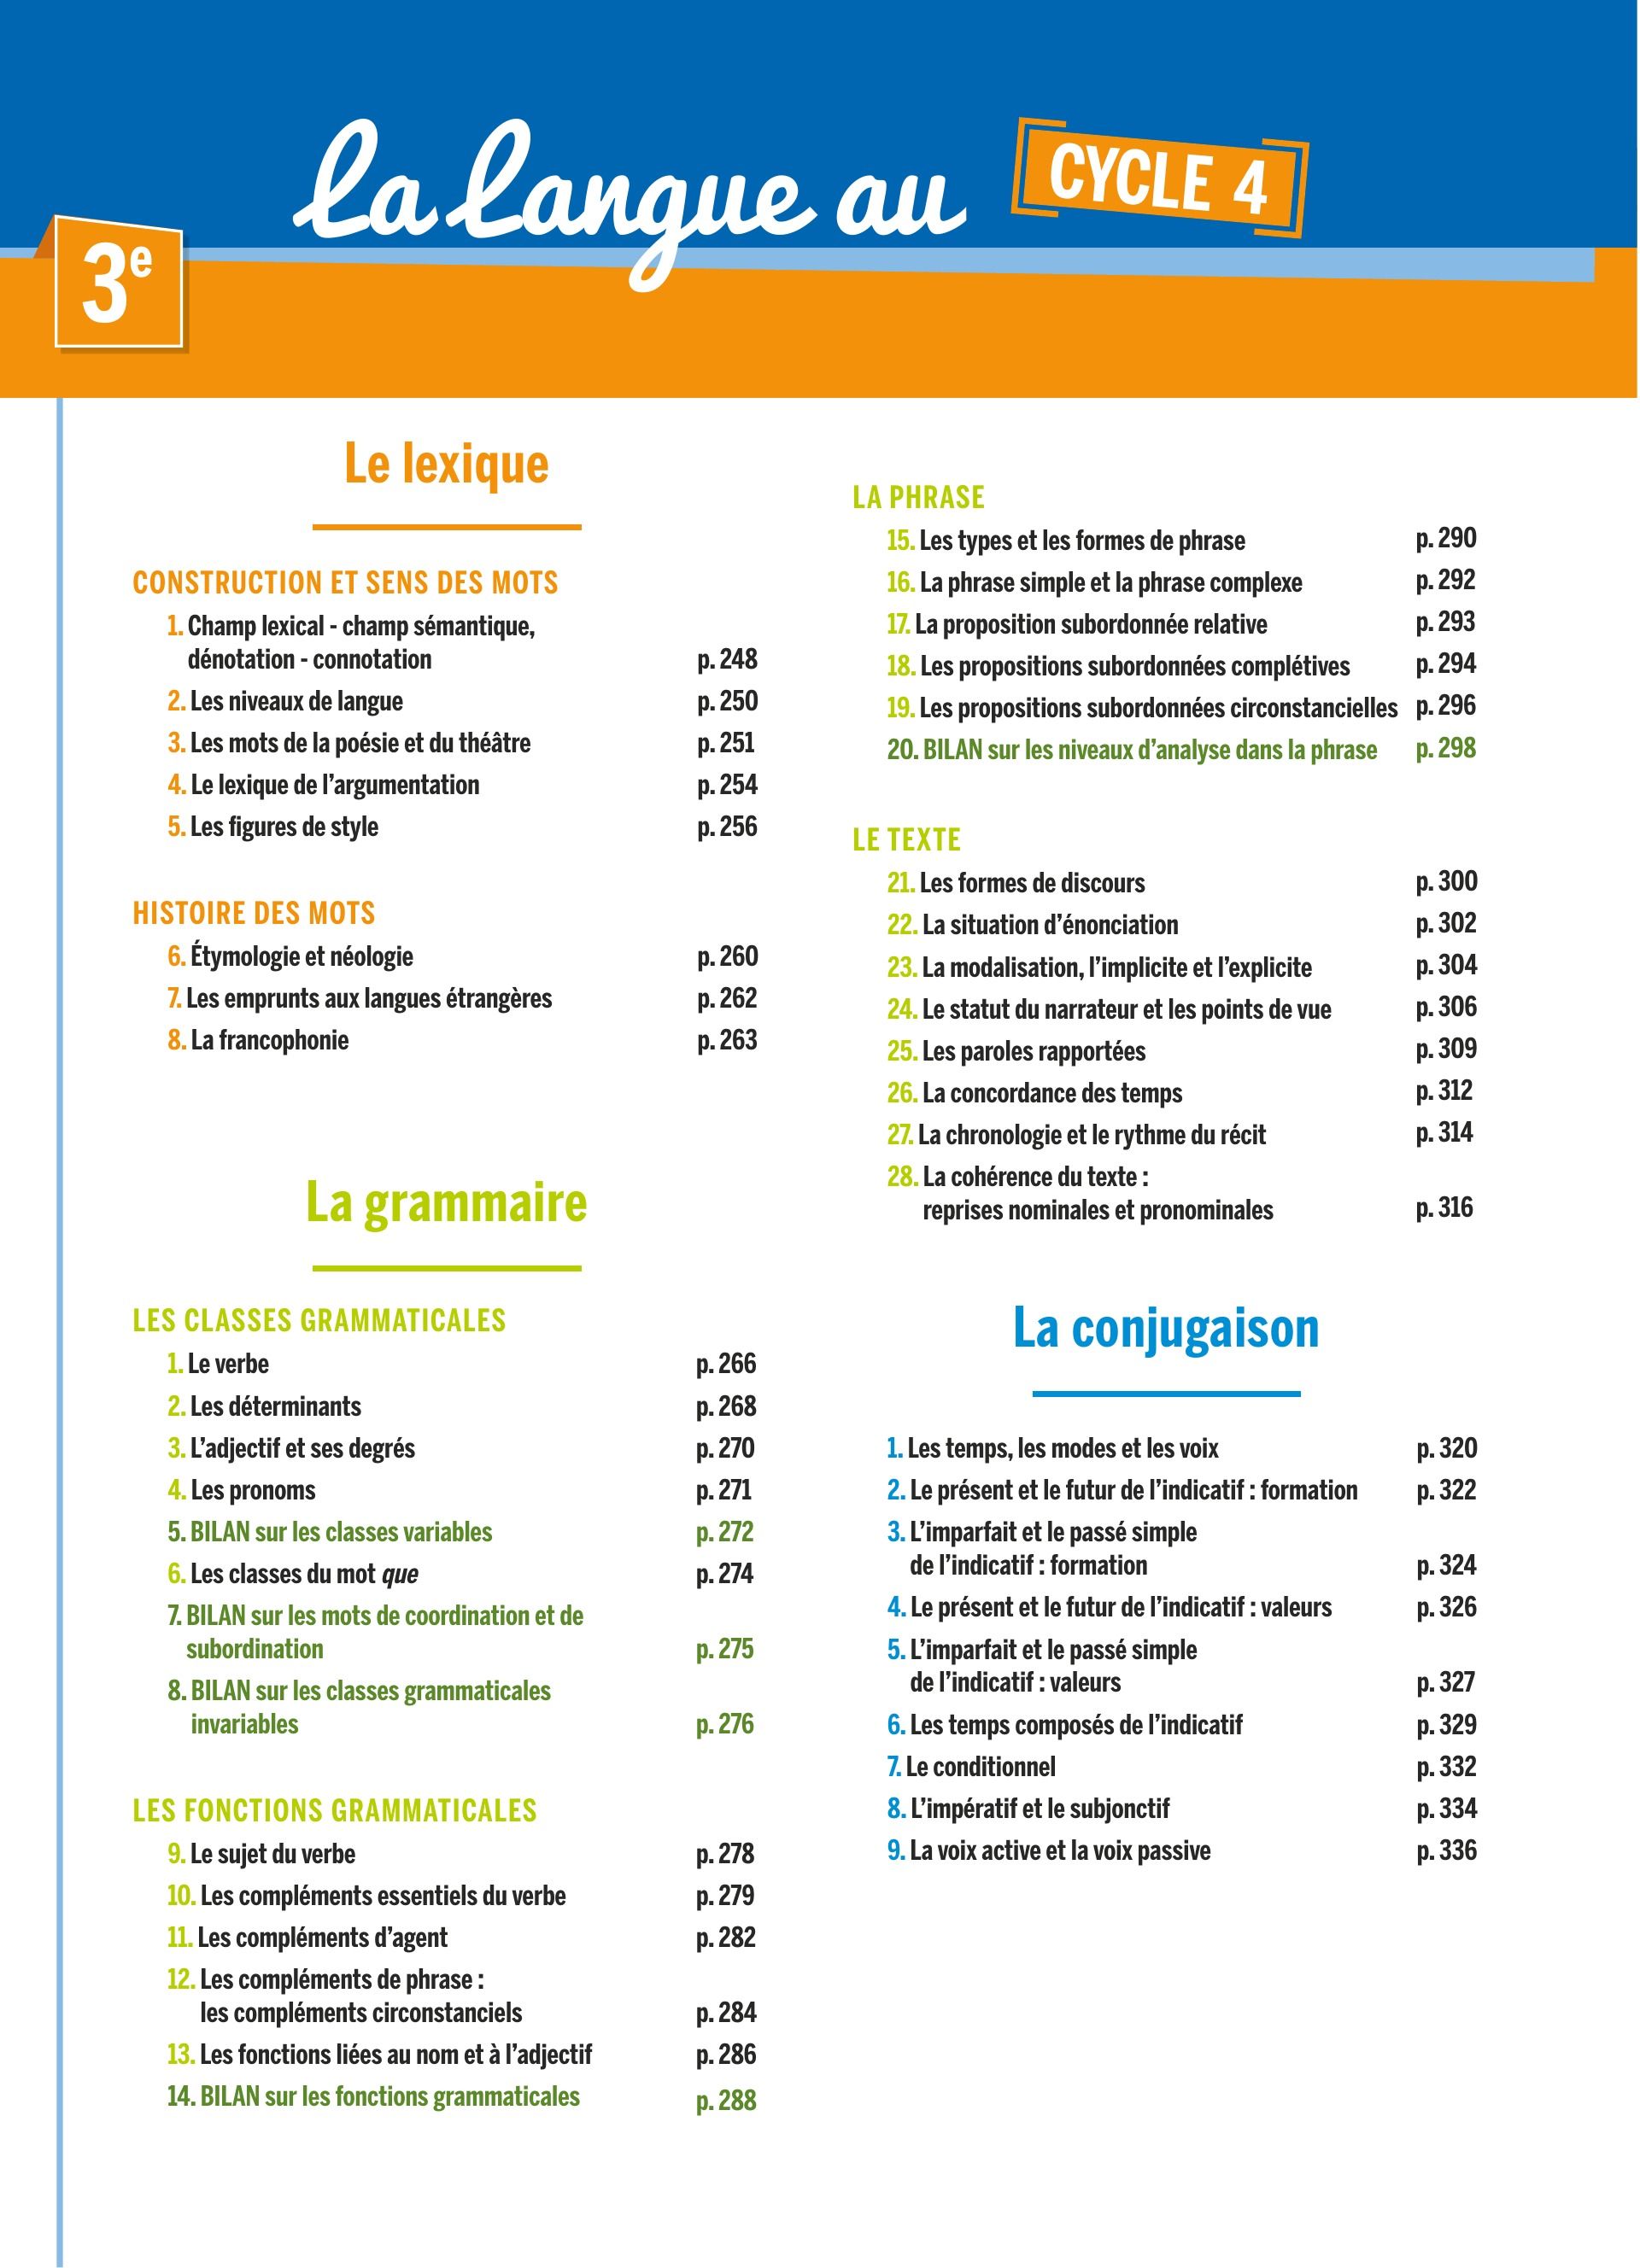 La Langue au CYCLE 4
3e
Le lexique
CONSTRUCTION ET SENS DES MOTS
1. Champ lexical - champ sémantique,
dénotation - connotation p. 248
2. Les niveaux de langue p. 250
3. Les mots de la poésie et du théâtre p. 251
4. Le lexique de l’argumentation p. 254
5. Les figures de style p. 256
HISTOIRE DES MOTS
6. Étymologie et néologie p. 260
7. Les emprunts aux langues étrangères p. 262
8. La francophonie p. 263
La grammaire
LES CLASSES GRAMMATICALES
1. Le verbe p. 266
2. Les déterminants p. 268
3. L’adjectif et ses degrés p. 270
4. Les pronoms p. 271
5. BILAN sur les classes variables p. 272
6. Les classes du mot que p. 274
7. BILAN sur les mots de coordination et de
subordination p. 275
8. BILAN sur les classes grammaticales
invariables p. 276
LES FONCTIONS GRAMMATICALES
9. Le sujet du verbe p. 278
10. Les compléments essentiels du verbe p. 279
11. Les compléments d’agent p. 282
12. Les compléments de phrase :
les compléments circonstanciels p. 284
13. Les fonctions liées au nom et à l’adjectif p. 286
14. BILAN sur les fonctions grammaticales p. 288
LA PHRASE
15. Les types et les formes de phrase p. 290
16. La phrase simple et la phrase complexe p. 292
17. La proposition subordonnée relative p. 293
18. Les propositions subordonnées complétives p. 294
19. Les propositions subordonnées circonstancielles p. 296
20. BILAN sur les niveaux d’analyse dans la phrase p. 298
LE TEXTE
21. Les formes de discours p. 300
22. La situation d’énonciation p. 302
23. La modalisation, l’implicite et l’explicite p. 304
24. Le statut du narrateur et les points de vue p. 306
25. Les paroles rapportées p. 309
26. La concordance des temps p. 312
27. La chronologie et le rythme du récit p. 314
28. La cohérence du texte :
reprises nominales et pronominales p. 316
La conjugaison
1. Les temps, les modes et les voix p. 320
2. Le présent et le futur de l’indicatif : formation p. 322
3. L’imparfait et le passé simple
de l’indicatif : formation p. 324
4. Le présent et le futur de l’indicatif : valeurs p. 326
5. L’imparfait et le passé simple
de l’indicatif : valeurs p. 327
6. Les temps composés de l’indicatif p. 329
7. Le conditionnel p. 332
8. L’impératif et le subjonctif p. 334
9. La voix active et la voix passive p. 336